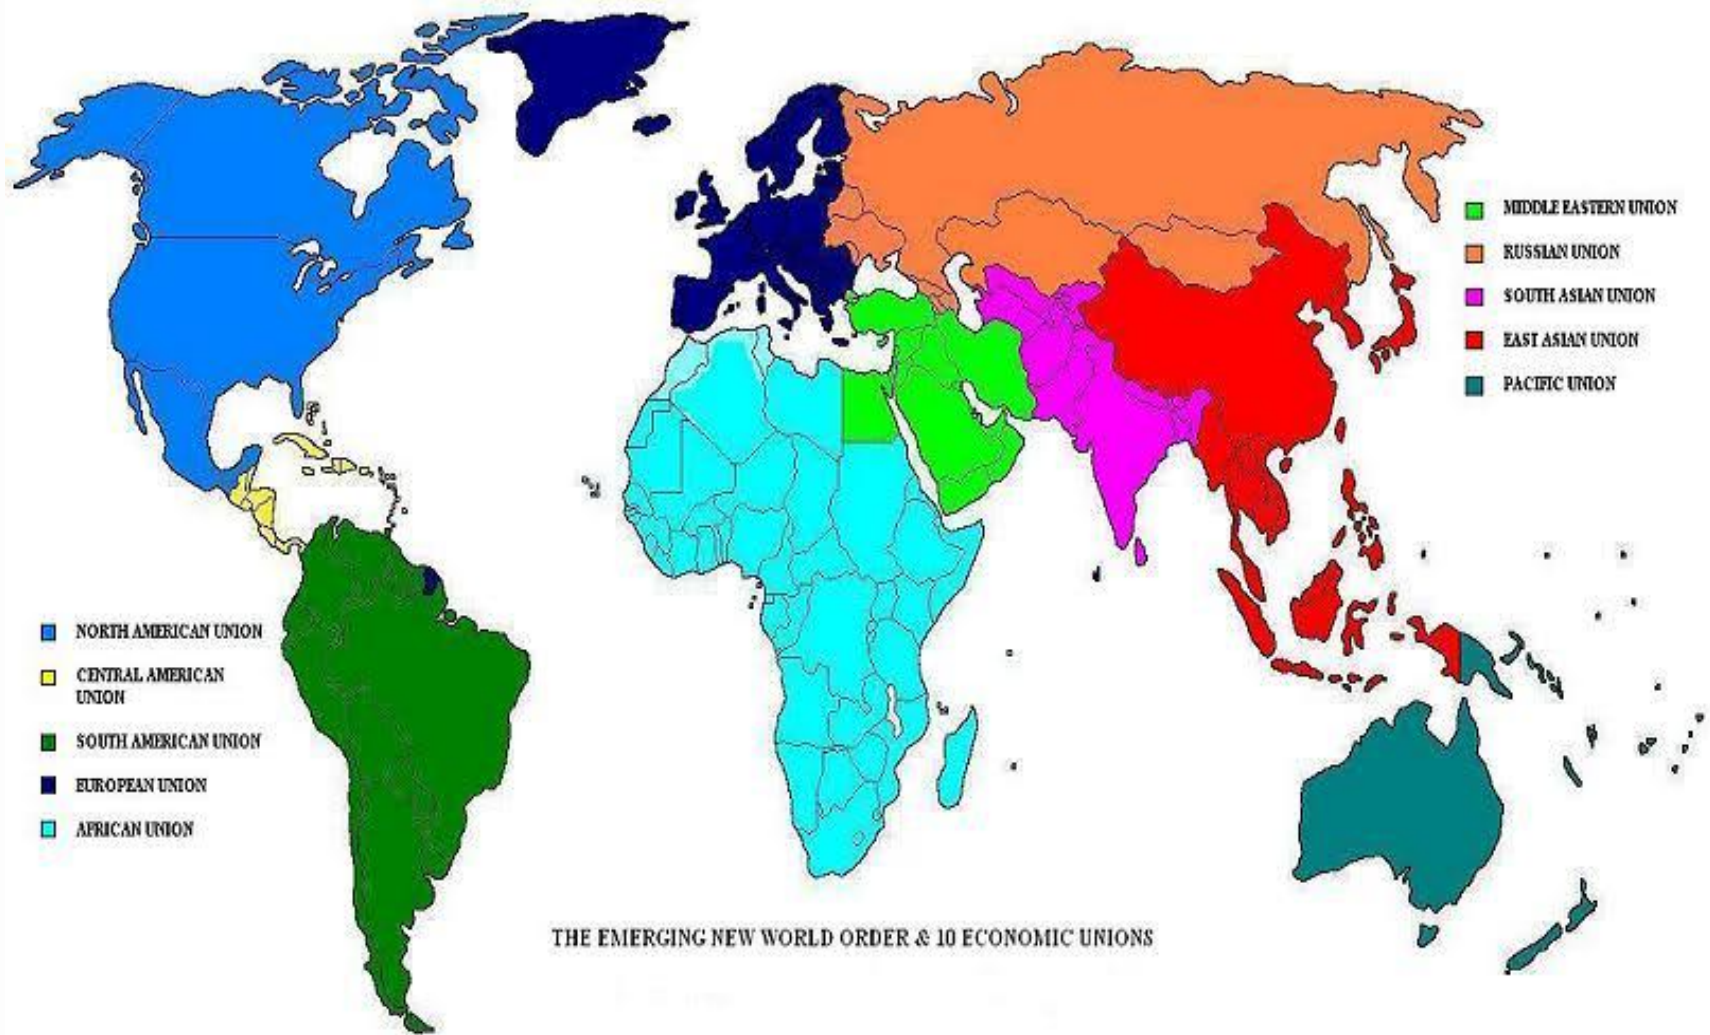 MIDDLE EASTERN UNION
RUSSIAN UNION
SOUTH ASIAN UNION
EAST ASIAN UNION
PACIFIC UNION
NORTH AMERICAN UNION
CENTRAL AMERICAN
UNION
SOUTH AMERICAN UNION
EUROPEAN UNION
AFRICAN UNION
THE EMERGING NEW WORLD ORDER & 10 ECONOMIC UNIONS